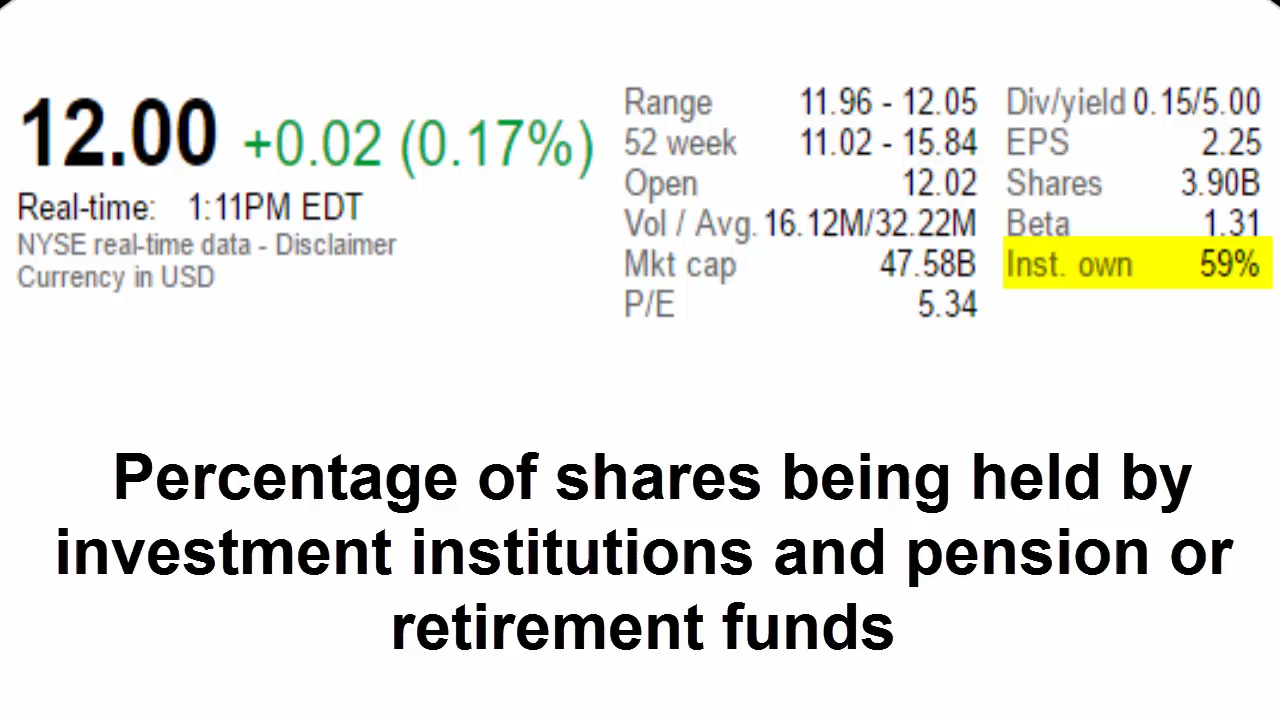 12.00 +0.02 (0.17%)
Real-time: 1:11PM EDT
NYSE real-time data - Disclaimer
Currency in USD
Range 11.96 - 12.05
52 week 11.02 - 15.84
Open 12.02
Vol / Avg. 16.12M/32.22M
Mkt cap 47.58B
P/E 5.34
Div/yield 0.15/5.00
EPS 2.25
Shares 3.90B
Beta 1.31
Inst. own 59%
Percentage of shares being held by
investment institutions and pension or
retirement funds